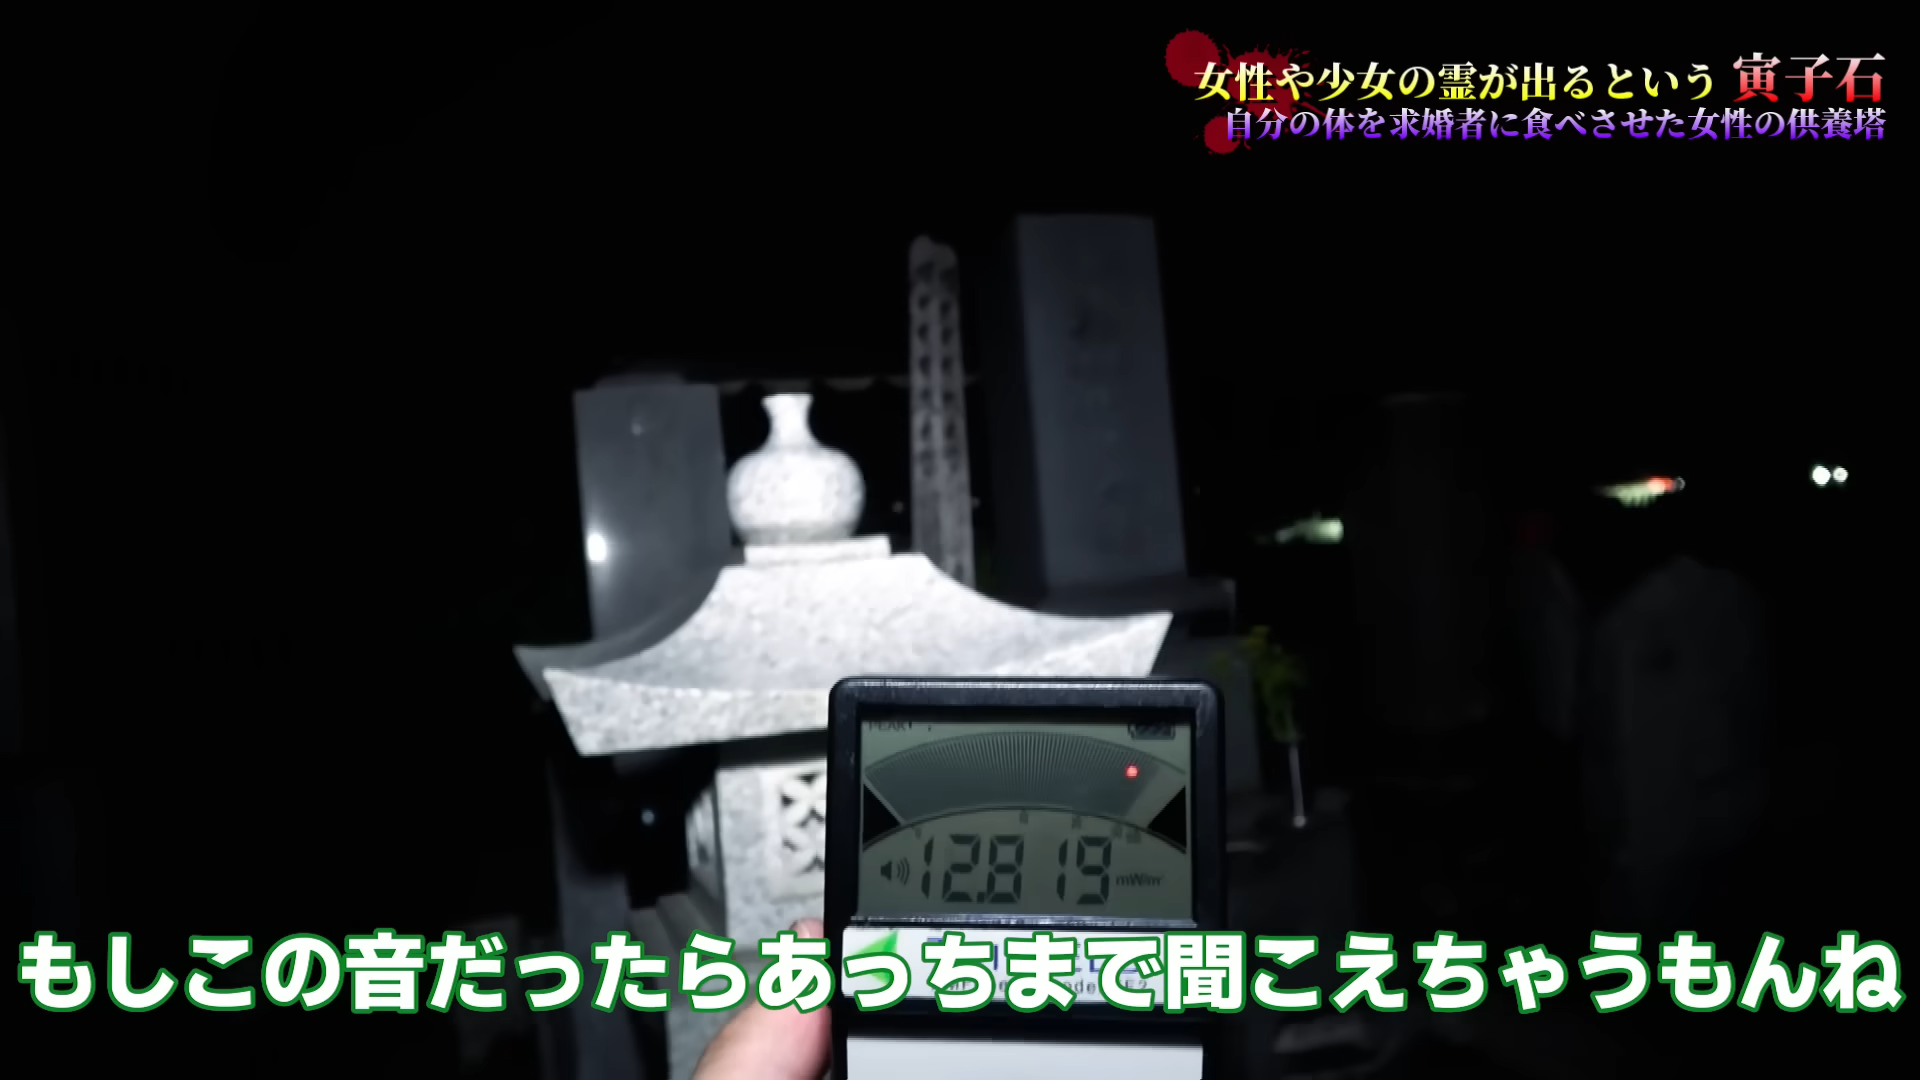 女性や少女の霊が出るという 寅子石
自分の体を求婚者に食べさせた女性の供養塔
PEAK
12.819 mW/m²
もしこの音だったらあっちまで聞こえちゃうもんね